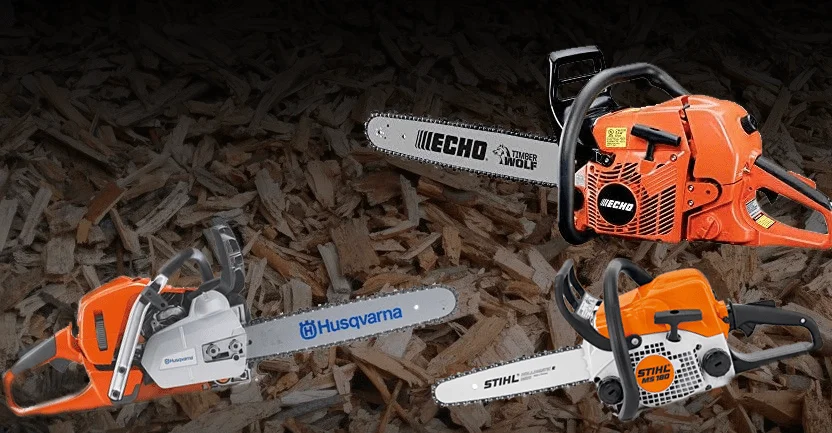 ECHO
TIMBER
WOLF
ECHO
Husqvarna
Husqvarna
STIHL
STIHL
MS 180